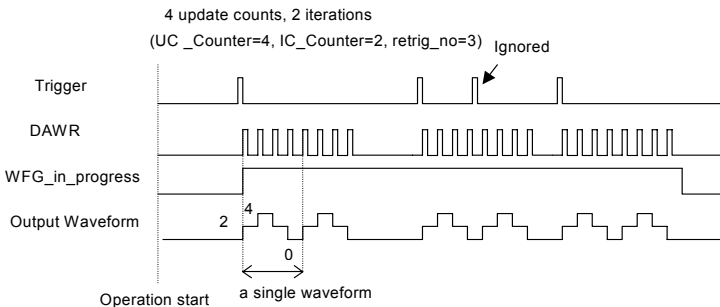 4 update counts, 2 iterations
(UC _Counter=4, IC_Counter=2, retrig_no=3)
Ignored
Trigger
DAWR
WFG_in_progress
Output Waveform
2
4
0
Operation start
a single waveform